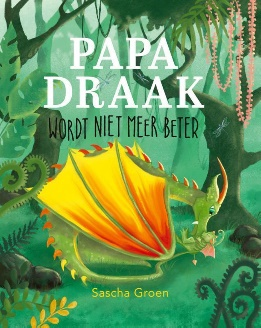 PAPA
DRAAK
WORDT NIET MEER BETER
Sascha Groen